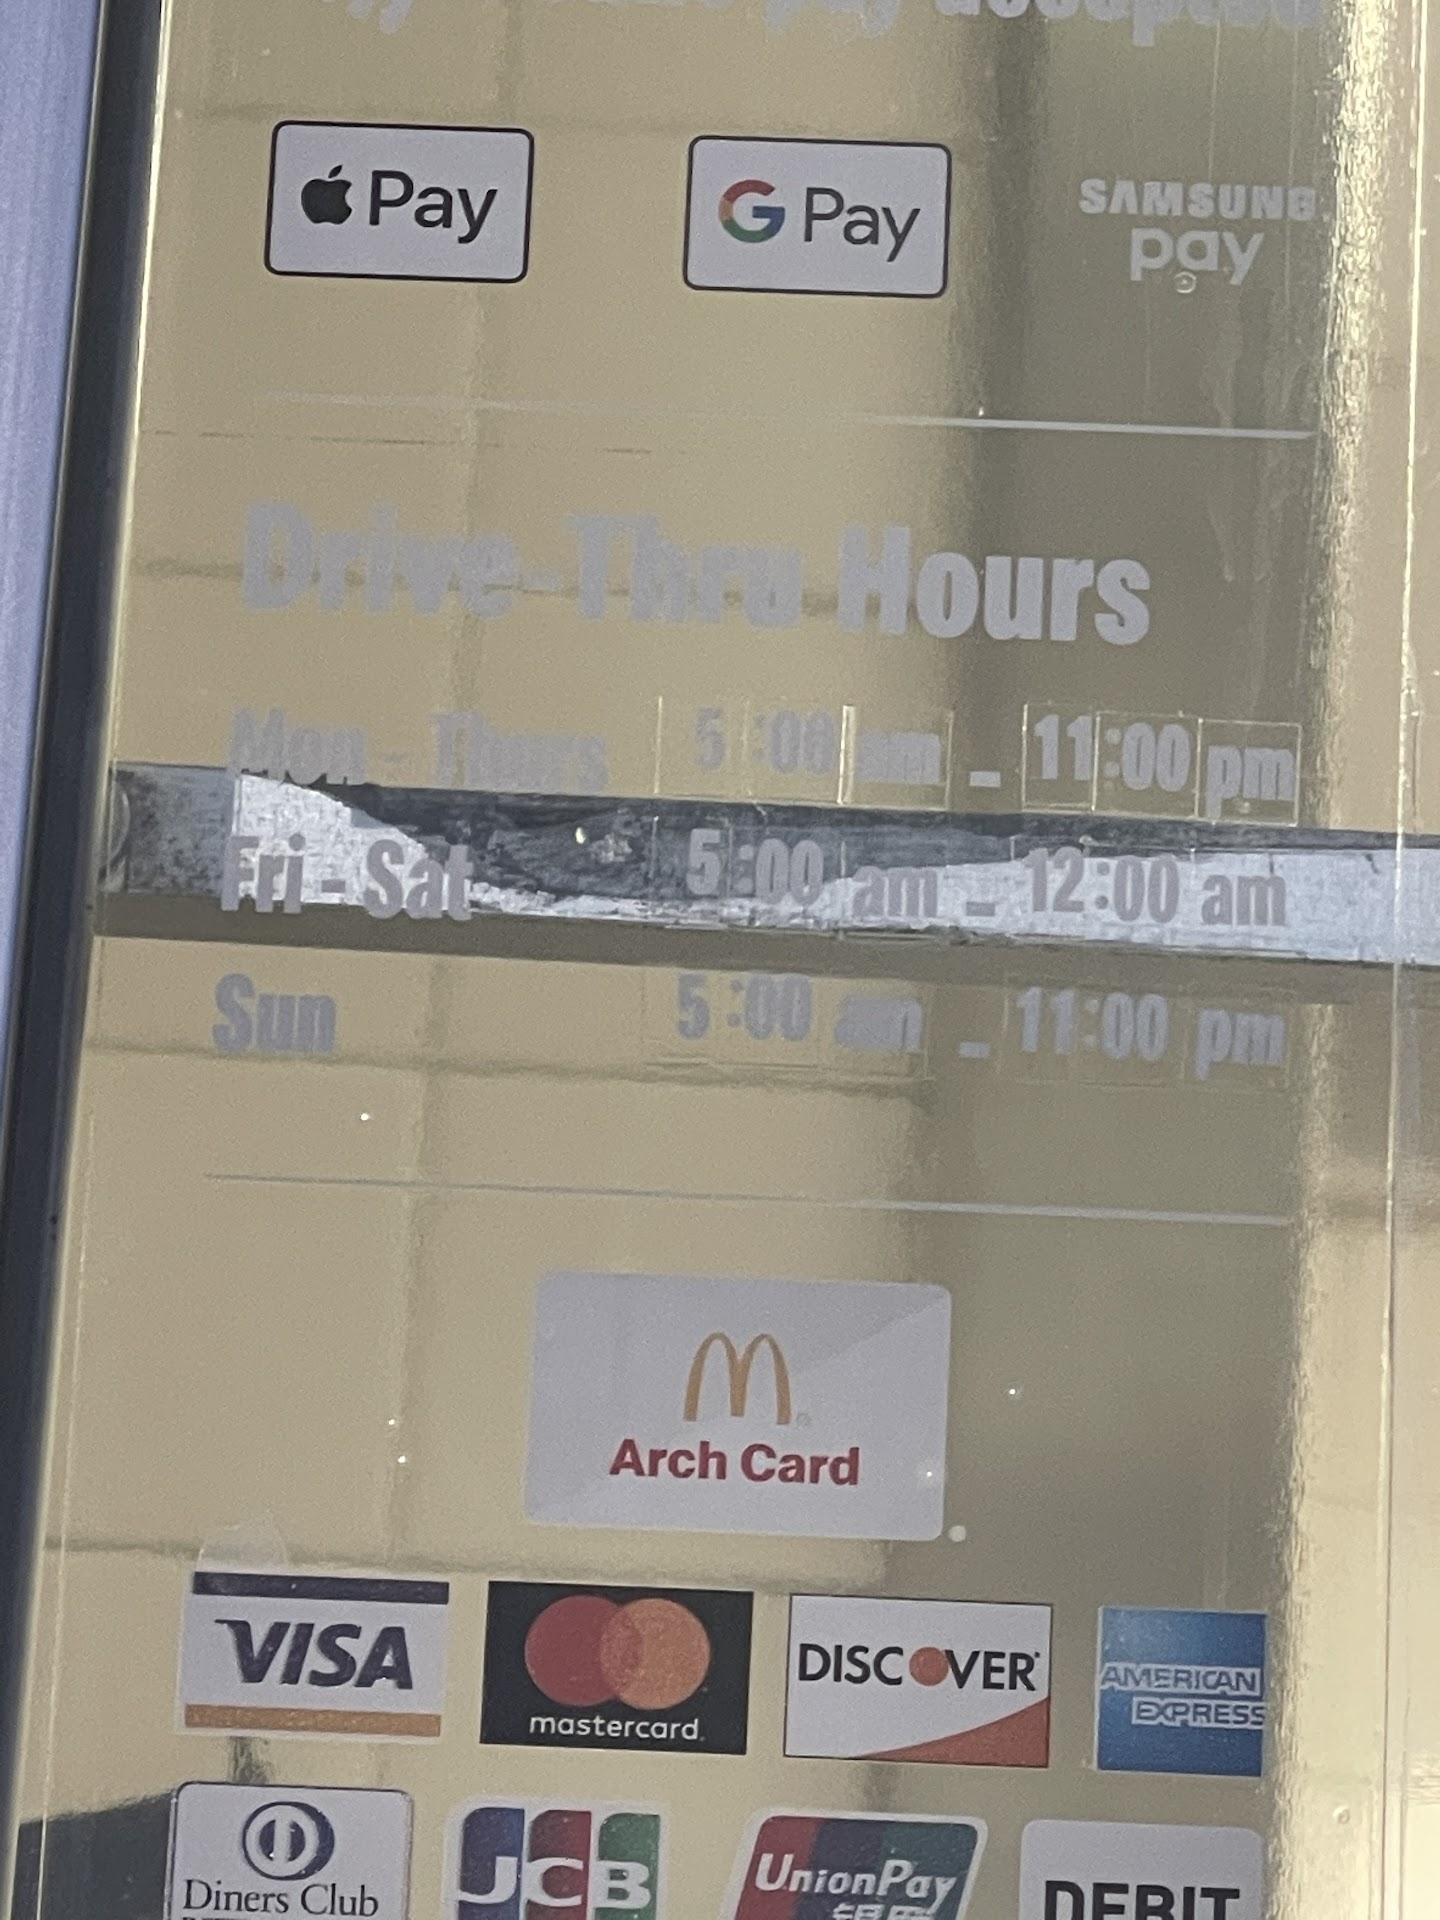 pay accepted
Pay
G Pay
SAMSUNG
pay
Drive-Thru Hours
Mon - Thurs 5:00 am - 11:00 pm
Fri - Sat 5:00 am - 12:00 am
Sun 5:00 am - 11:00 pm
Arch Card
VISA
mastercard
DISCOVER
AMERICAN
EXPRESS
Diners Club
JCB
UnionPay
DEBIT